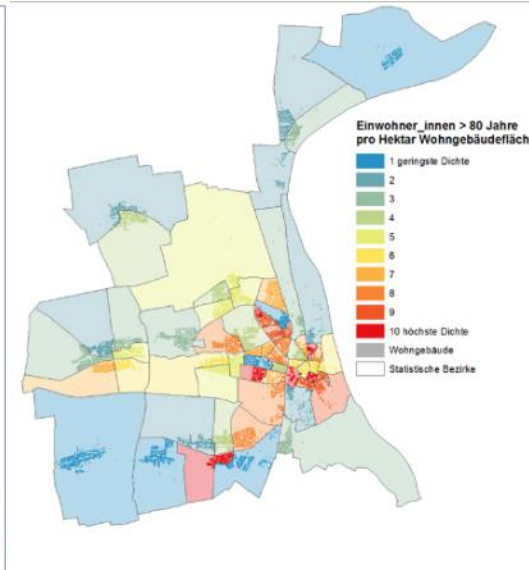 Einwohner_innen > 80 Jahre
pro Hektar Wohngebäudefläch
1 geringste Dichte
2
3
4
5
6
7
8
9
10 höchste Dichte
Wohngebäude
Statistische Bezirke